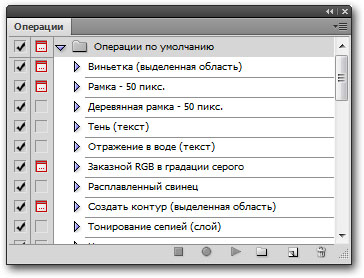 Операции
Операции по умолчанию
Виньетка (выделенная область)
Рамка - 50 пикс.
Деревянная рамка - 50 пикс.
Тень (текст)
Отражение в воде (текст)
Заказной RGB в градации серого
Расплавленный свинец
Создать контур (выделенная область)
Тонирование сепией (слой)